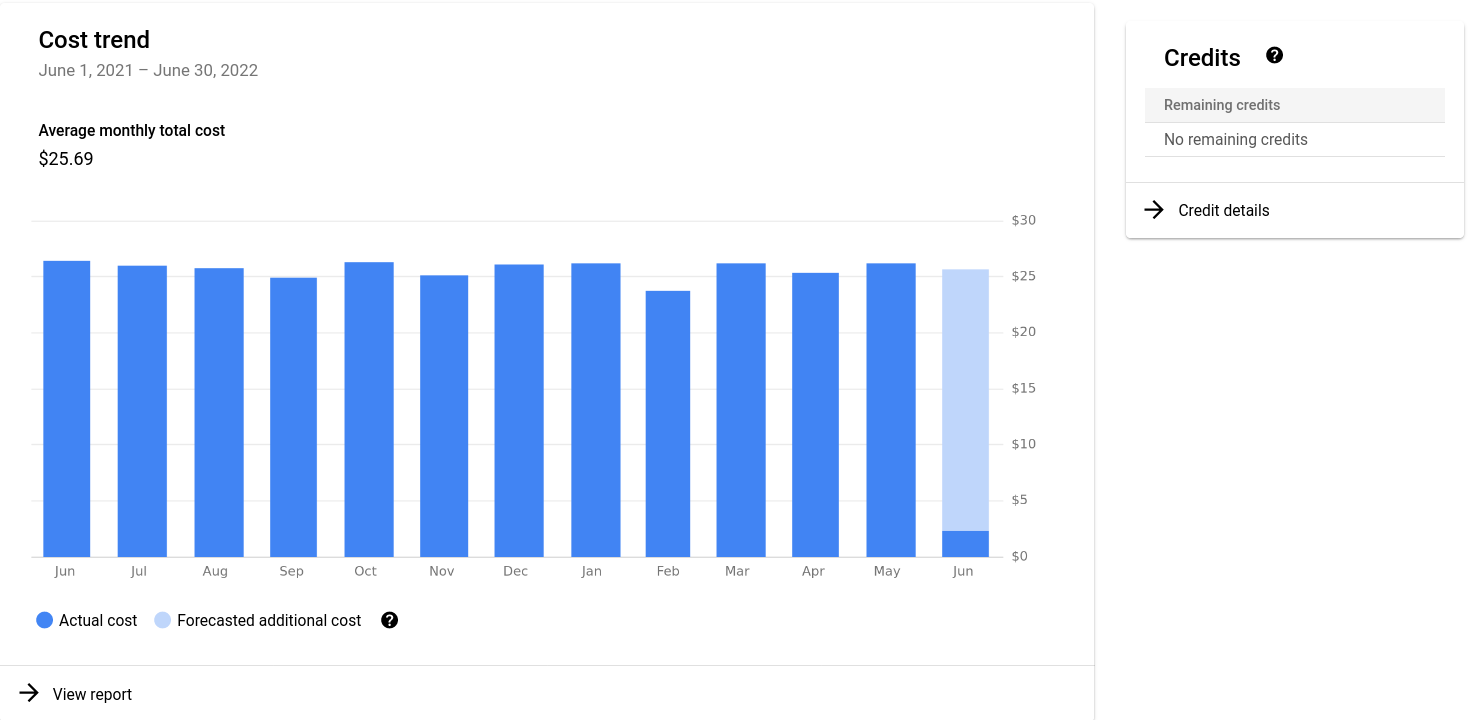 Cost trend
June 1, 2021 – June 30, 2022
Average monthly total cost
$25.69
$30
$25
$20
$15
$10
$5
$0
Jun Jul Aug Sep Oct Nov Dec Jan Feb Mar Apr May Jun
Actual cost Forecasted additional cost ?
View report
Credits ?
Remaining credits
No remaining credits
Credit details